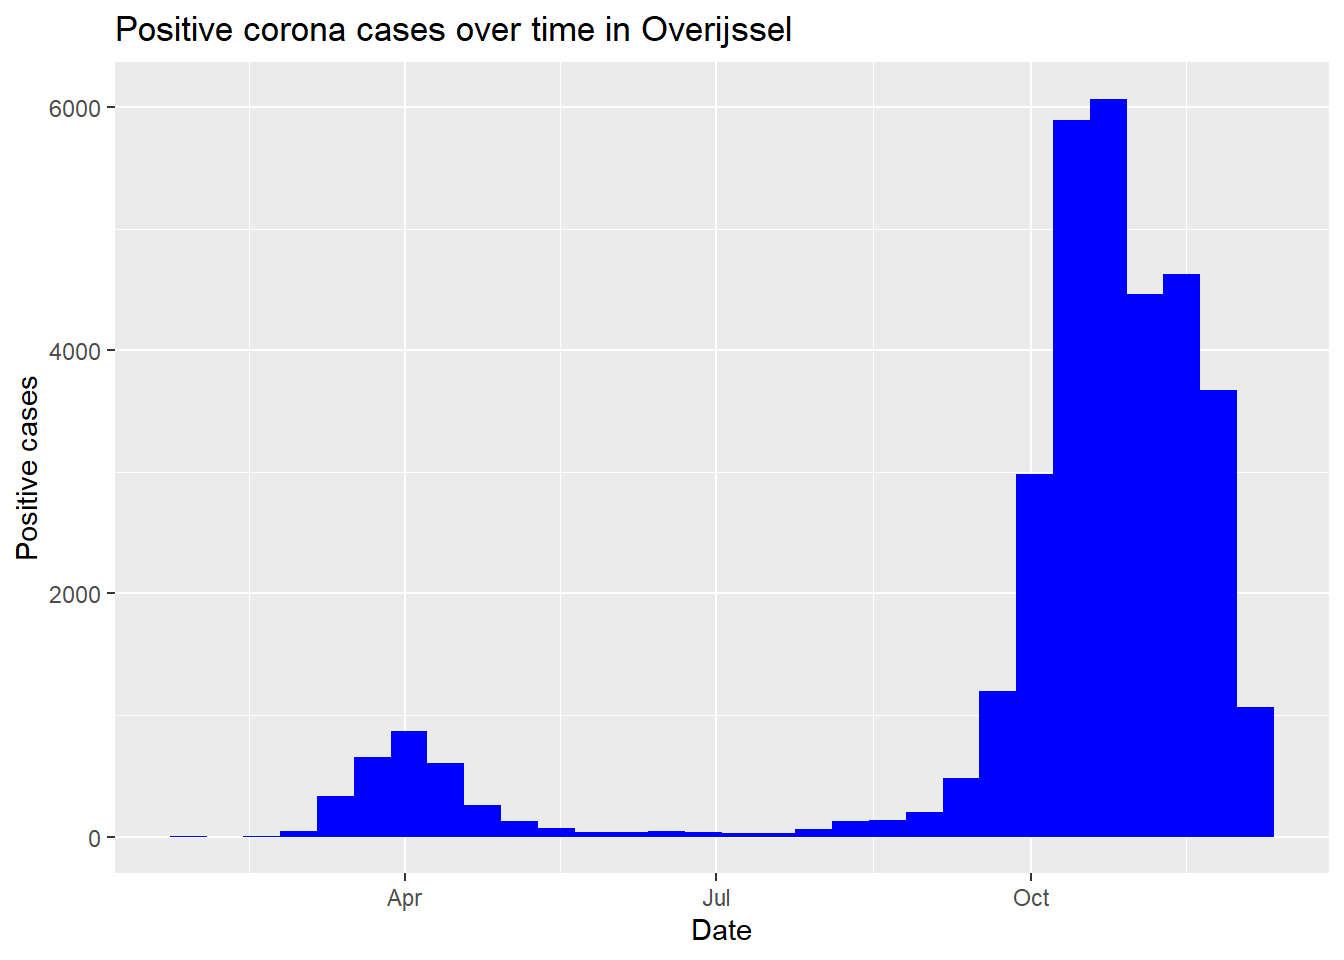 Positive corona cases over time in Overijssel
6000
4000
2000
0
Positive cases
Apr Jul Oct
Date